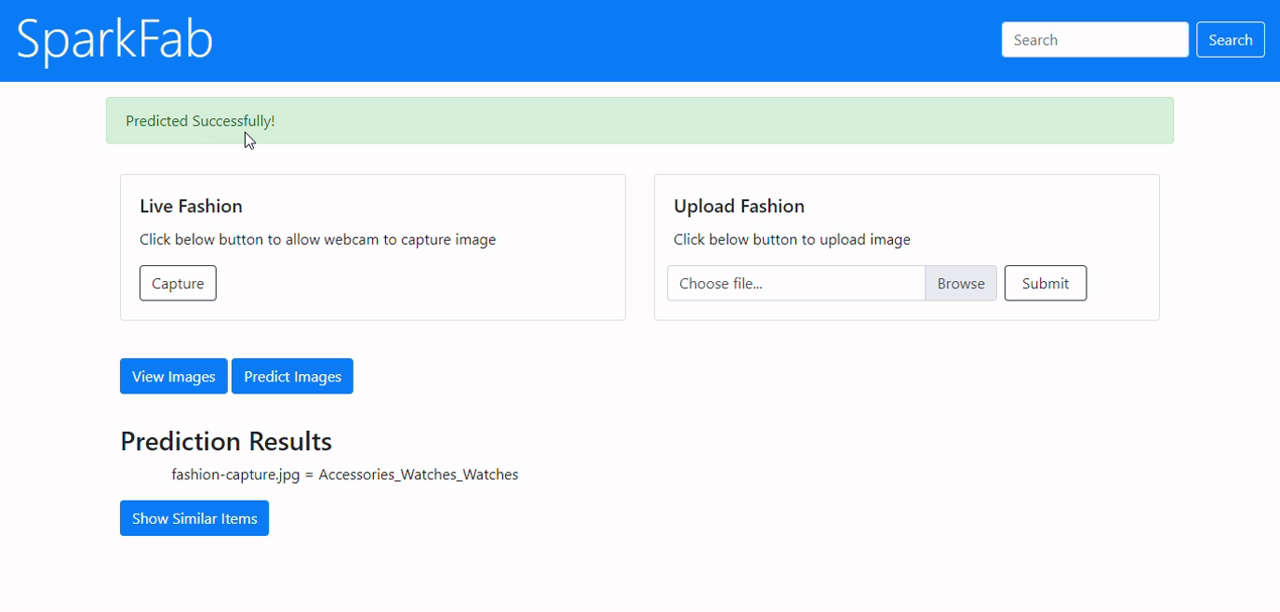 SparkFab
Search
Search
Predicted Successfully!
Live Fashion
Click below button to allow webcam to capture image
Capture
Upload Fashion
Click below button to upload image
Choose file...
Browse
Submit
View Images
Predict Images
Prediction Results
fashion-capture.jpg = Accessories_Watches_Watches
Show Similar Items